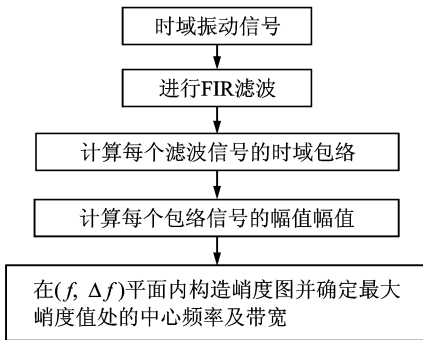 时域振动信号
进行FIR滤波
计算每个滤波信号的时域包络
计算每个包络信号的幅值幅值
在(f, Δf)平面内构造峭度图并确定最大
峭度值处的中心频率及带宽